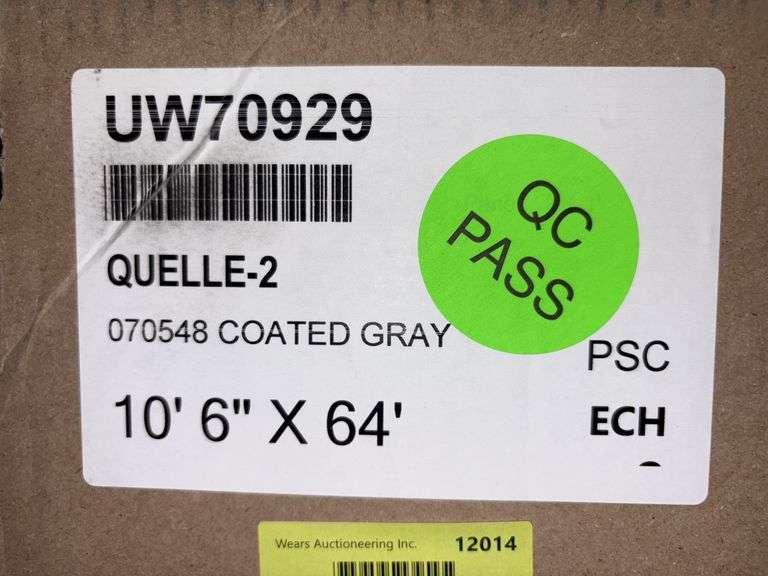 UW70929
QC
PASS
QUELLE-2
070548 COATED GRAY
PSC
10' 6" X 64'
ECH
Wears Auctioneering Inc. 12014